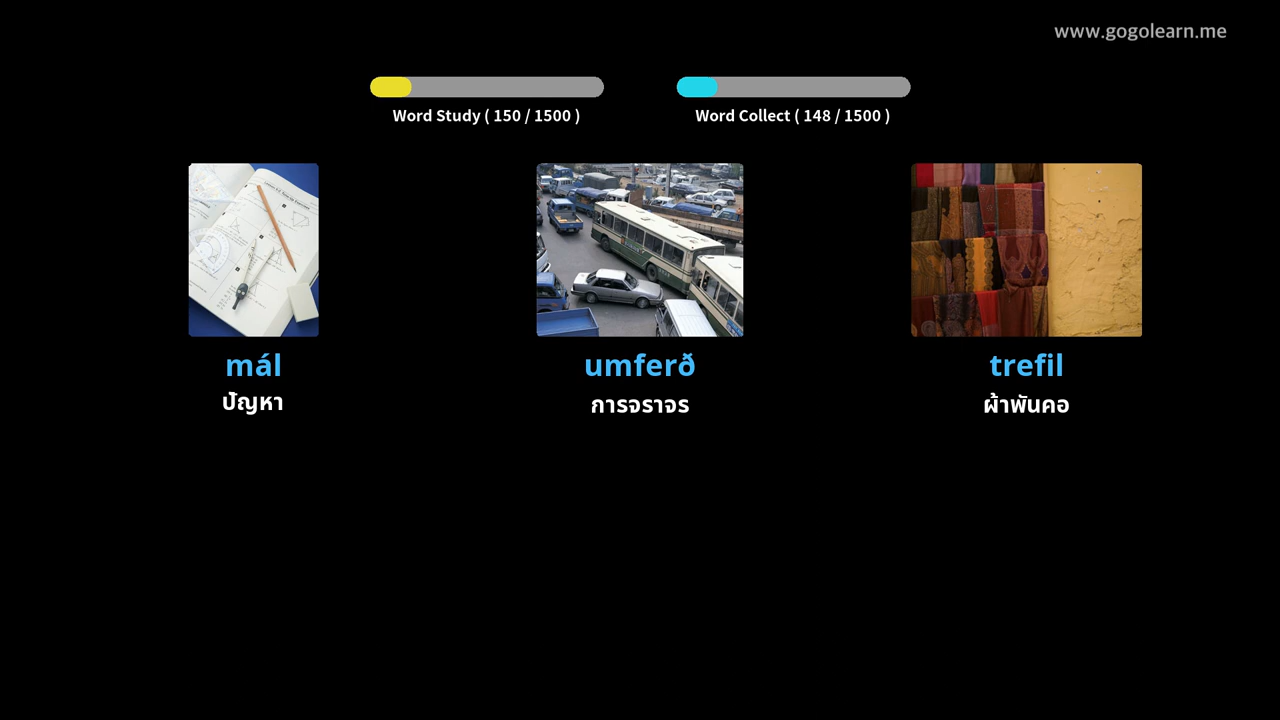 www.gogolearn.me
Word Study ( 150 / 1500 )
Word Collect ( 148 / 1500 )
mál
umferð
trefil
ปัญหา
การจราจร
ผ้าพันคอ